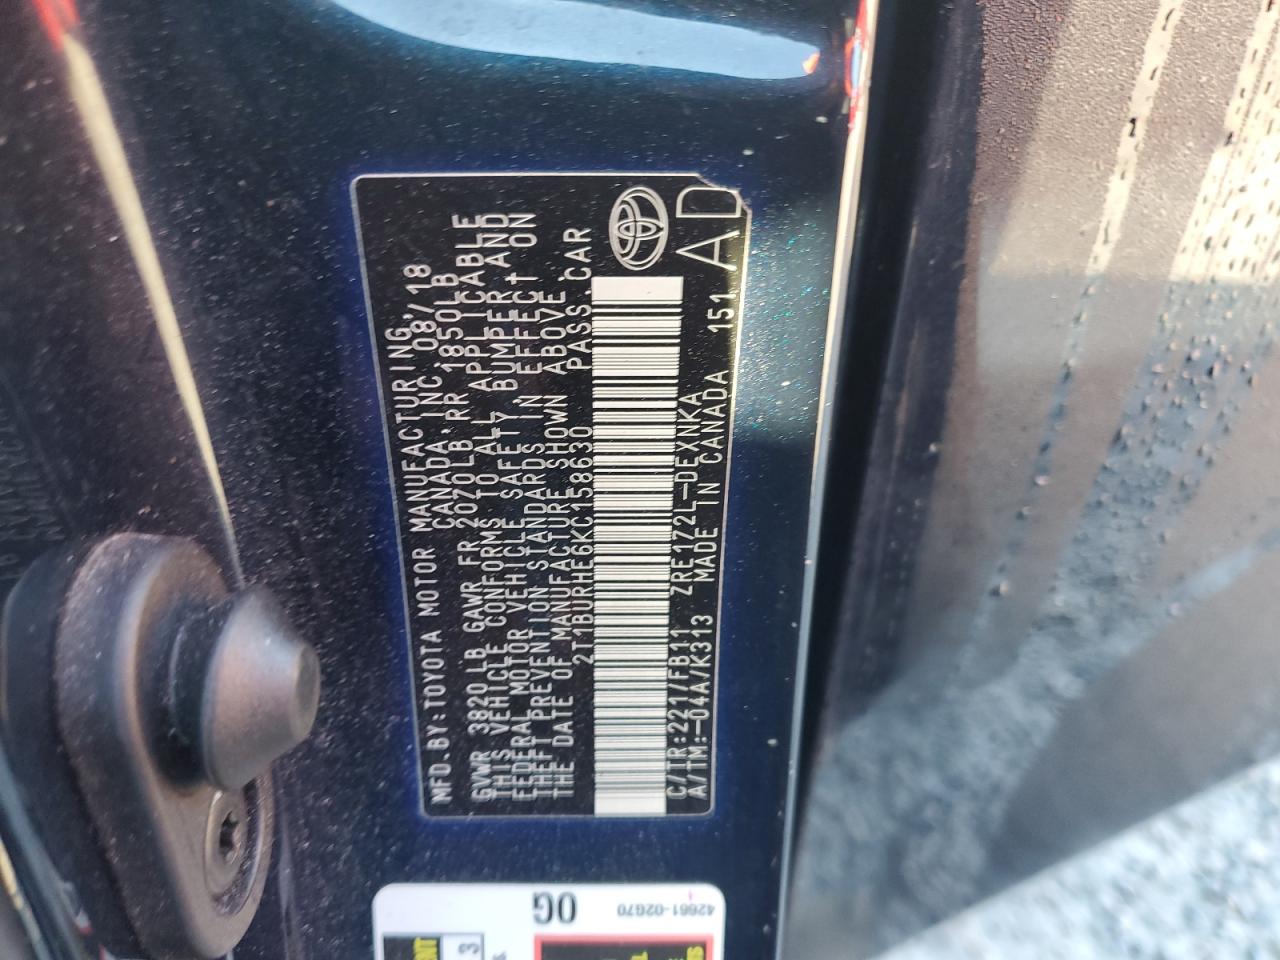 MFD.BY:TOYOTA MOTOR MANUFACTURING,
CANADA,INC. 08/18
GVWR 3820LB GAWR FR 2070LB,RR 1850LB
THIS VEHICLE CONFORMS TO ALL APPLICABLE
FEDERAL MOTOR VEHICLE SAFETY, BUMPER, AND
THEFT PREVENTION STANDARDS IN EFFECT ON
THE DATE OF MANUFACTURE SHOWN ABOVE
2T1BURHE6KC158630 PASS.CAR
C/TR:221/FB11 ZRE172L-DEXNKA
A/TM:-04A/K313 MADE IN CANADA 151
AD
42661-02G70
OG
3